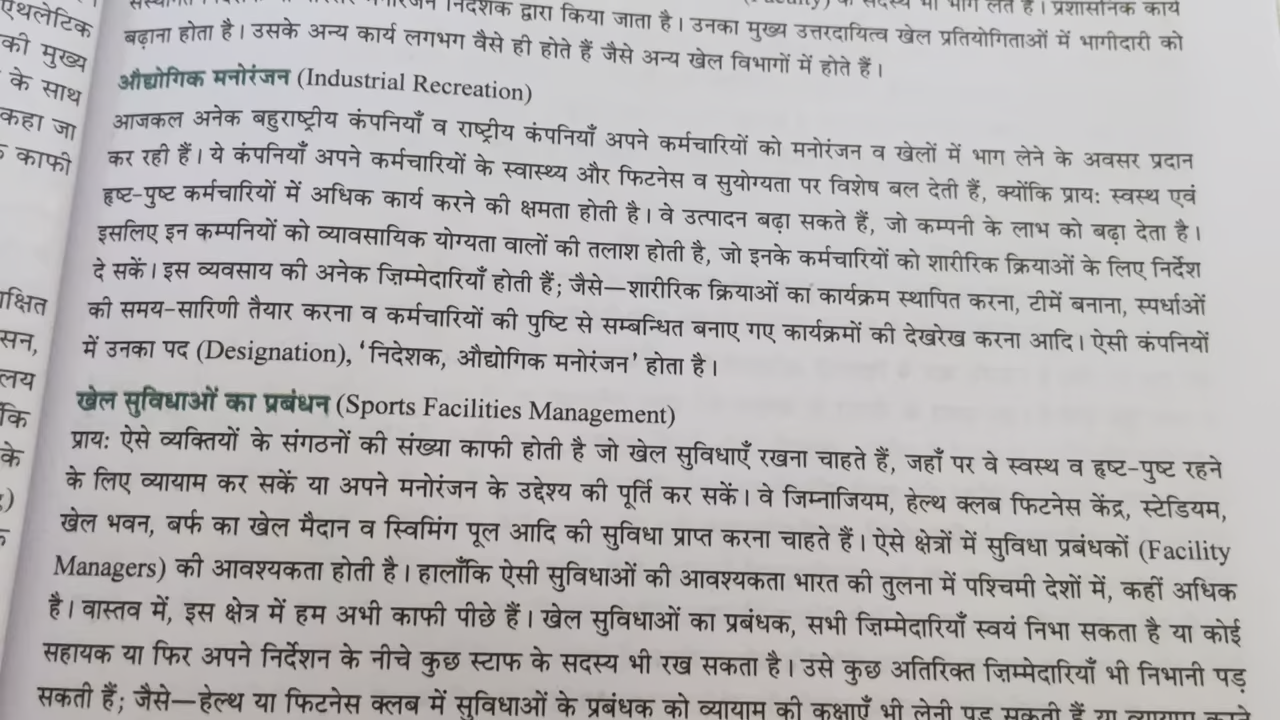 एथलेटिक
की मुख्य
के साथ
कहा जा
काफी
सन,
लय
कि
के
निदेशक द्वारा किया जाता है। उनका मुख्य उत्तरदायित्व खेल प्रतियोगिताओं में भागीदारी को
बढ़ाना होता है। उसके अन्य कार्य लगभग वैसे ही होते हैं जैसे अन्य खेल विभागों में होते हैं।
औद्योगिक मनोरंजन (Industrial Recreation)
आजकल अनेक बहुराष्ट्रीय कंपनियाँ व राष्ट्रीय कंपनियाँ अपने कर्मचारियों को मनोरंजन व खेलों में भाग लेने के अवसर प्रदान
कर रही हैं। ये कंपनियाँ अपने कर्मचारियों के स्वास्थ्य और फिटनेस व सुयोग्यता पर विशेष बल देती हैं, क्योंकि प्रायः स्वस्थ एवं
हृष्ट-पुष्ट कर्मचारियों में अधिक कार्य करने की क्षमता होती है। वे उत्पादन बढ़ा सकते हैं, जो कम्पनी के लाभ को बढ़ा देता है।
इसलिए इन कम्पनियों को व्यावसायिक योग्यता वालों की तलाश होती है, जो इनके कर्मचारियों को शारीरिक क्रियाओं के लिए निर्देश
दे सकें। इस व्यवसाय की अनेक ज़िम्मेदारियाँ होती हैं; जैसे—शारीरिक क्रियाओं का कार्यक्रम स्थापित करना, टीमें बनाना, स्पर्धाओं
की समय-सारिणी तैयार करना व कर्मचारियों की पुष्टि से सम्बन्धित बनाए गए कार्यक्रमों की देखरेख करना आदि। ऐसी कंपनियों
में उनका पद (Designation), ‘निदेशक, औद्योगिक मनोरंजन’ होता है।
खेल सुविधाओं का प्रबंधन (Sports Facilities Management)
प्रायः ऐसे व्यक्तियों के संगठनों की संख्या काफी होती है जो खेल सुविधाएँ रखना चाहते हैं, जहाँ पर वे स्वस्थ व हृष्ट-पुष्ट रहने
के लिए व्यायाम कर सकें या अपने मनोरंजन के उद्देश्य की पूर्ति कर सकें। वे जिम्नाजियम, हेल्थ क्लब फिटनेस केंद्र, स्टेडियम,
खेल भवन, बर्फ का खेल मैदान व स्विमिंग पूल आदि की सुविधा प्राप्त करना चाहते हैं। ऐसे क्षेत्रों में सुविधा प्रबंधकों (Facility
Managers) की आवश्यकता होती है। हालाँकि ऐसी सुविधाओं की आवश्यकता भारत की तुलना में पश्चिमी देशों में, कहीं अधिक
है। वास्तव में, इस क्षेत्र में हम अभी काफी पीछे हैं। खेल सुविधाओं का प्रबंधक, सभी ज़िम्मेदारियाँ स्वयं निभा सकता है या कोई
सहायक या फिर अपने निर्देशन के नीचे कुछ स्टाफ के सदस्य भी रख सकता है। उसे कुछ अतिरिक्त ज़िम्मेदारियाँ भी निभानी पड़
सकती हैं; जैसे—हेल्थ या फिटनेस क्लब में सुविधाओं के प्रबंधक को व्यायाम की कक्षाएँ भी लेनी पड़ सकती हैं या